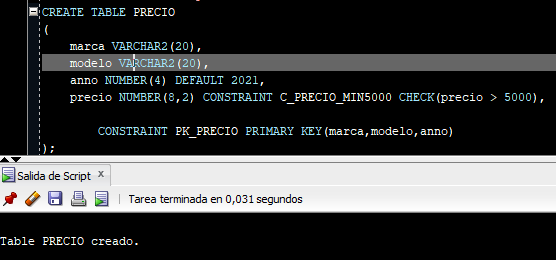 CREATE TABLE PRECIO
(
marca VARCHAR2(20),
modelo VARCHAR2(20),
anno NUMBER(4) DEFAULT 2021,
precio NUMBER(8,2) CONSTRAINT C_PRECIO_MIN5000 CHECK(precio > 5000),
CONSTRAINT PK_PRECIO PRIMARY KEY(marca,modelo,anno)
);
Salida de Script x
Tarea terminada en 0,031 segundos
Table PRECIO creado.